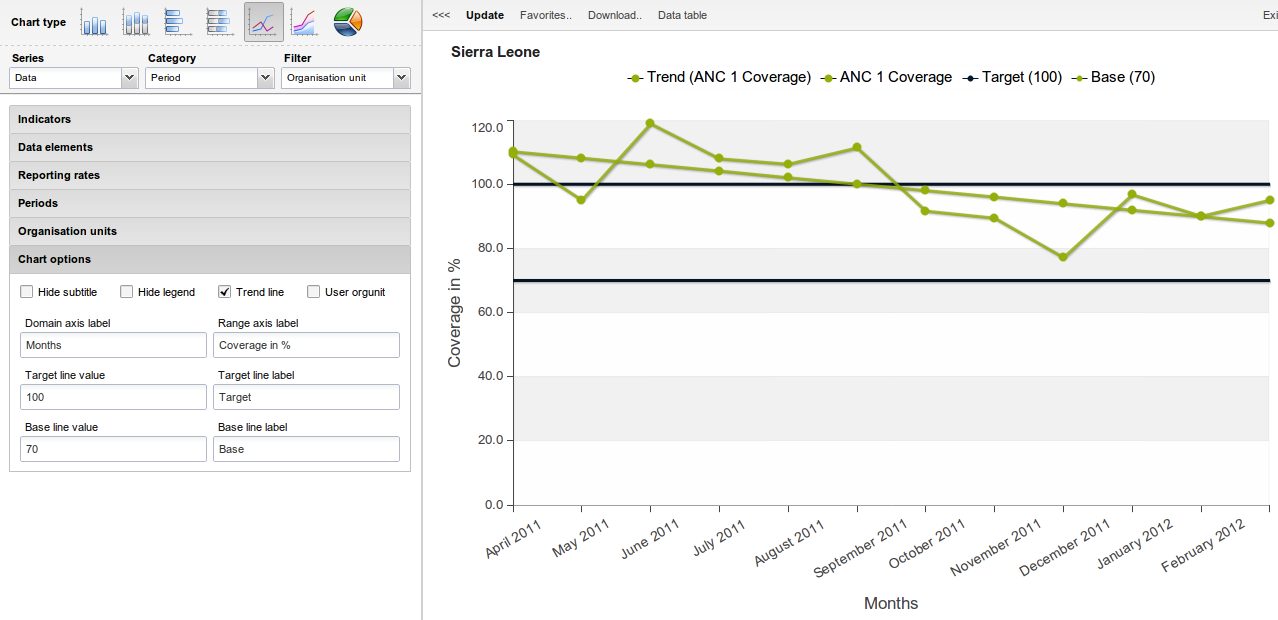 Chart type
Series Category Filter
Data Period Organisation unit
Indicators
Data elements
Reporting rates
Periods
Organisation units
Chart options
Hide subtitle Hide legend Trend line User orgunit
Domain axis label Range axis label
Months Coverage in %
Target line value Target line label
100 Target
Base line value Base line label
70 Base
<<< Update Favorites.. Download.. Data table Exi
Sierra Leone
Trend (ANC 1 Coverage) ANC 1 Coverage Target (100) Base (70)
120.0
100.0
80.0
60.0
40.0
20.0
0.0
Coverage in %
April 2011 May 2011 June 2011 July 2011 August 2011 September 2011 October 2011 November 2011 December 2011 January 2012 February 2012
Months